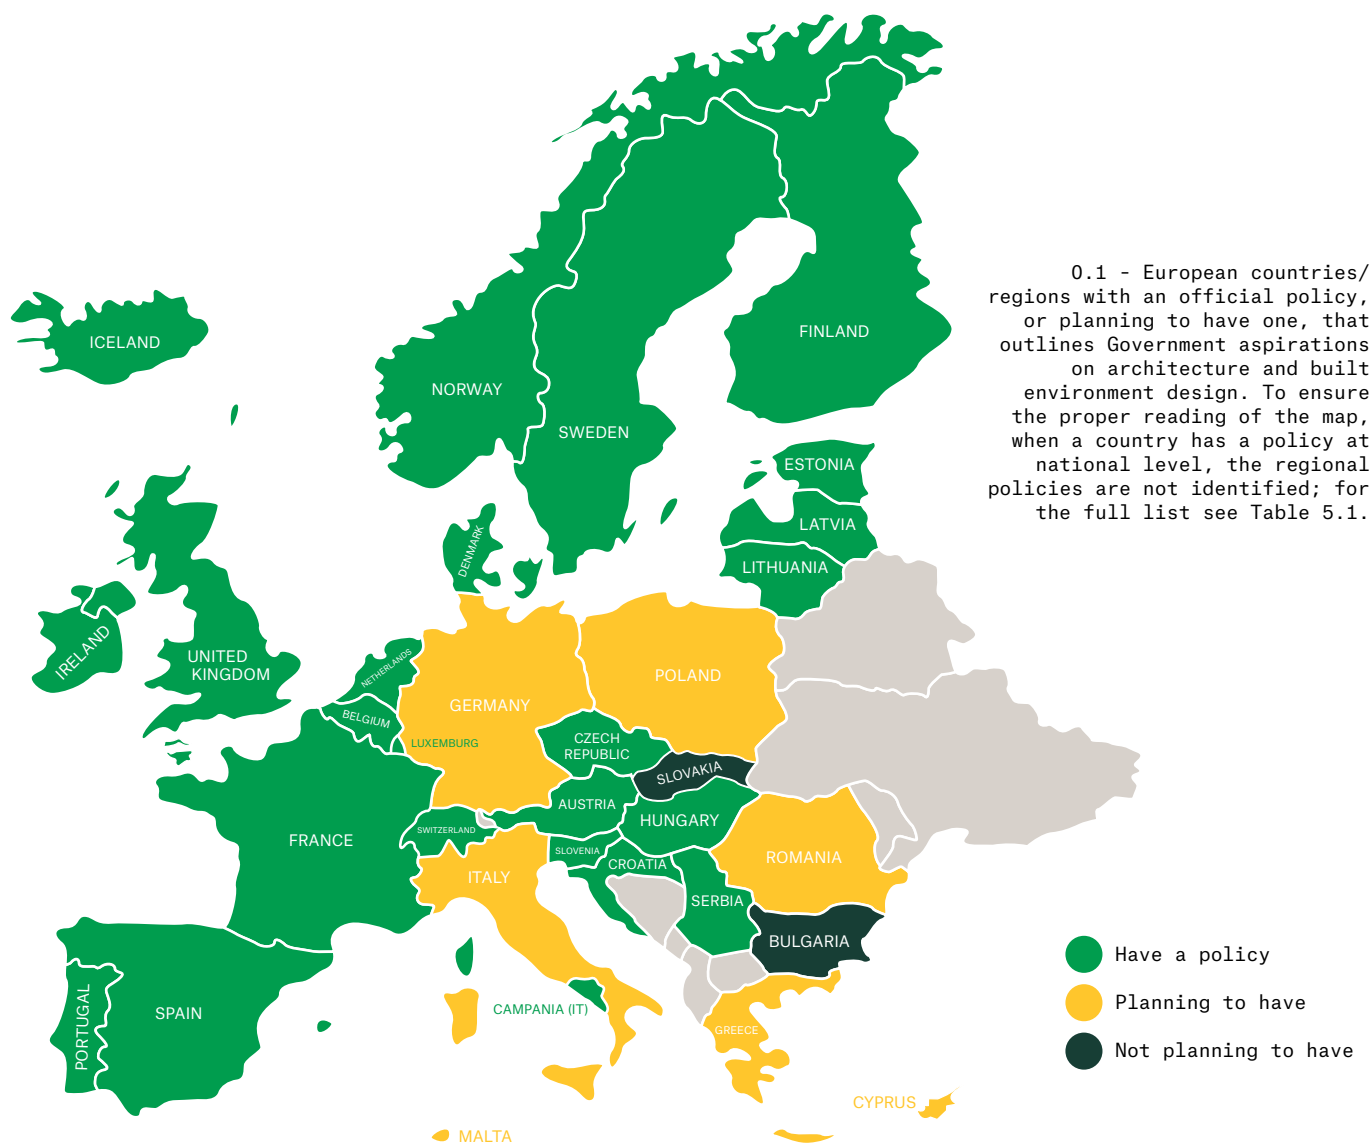 ICELAND
NORWAY
SWEDEN
FINLAND
O.1 - European countries/
regions with an official policy,
or planning to have one, that
outlines Government aspirations
on architecture and built
environment design. To ensure
the proper reading of the map,
when a country has a policy at
national level, the regional
policies are not identified; for
the full list see Table 5.1.
ESTONIA
LATVIA
LITHUANIA
DENMARK
IRELAND
UNITED
KINGDOM
NETHERLANDS
BELGIUM
LUXEMBURG
GERMANY
POLAND
CZECH
REPUBLIC
SLOVAKIA
AUSTRIA
HUNGARY
SWITZERLAND
FRANCE
SLOVENIA
CROATIA
ITALY
ROMANIA
SERBIA
BULGARIA
PORTUGAL
SPAIN
CAMPANIA (IT)
GREECE
CYPRUS
MALTA
Have a policy
Planning to have
Not planning to have